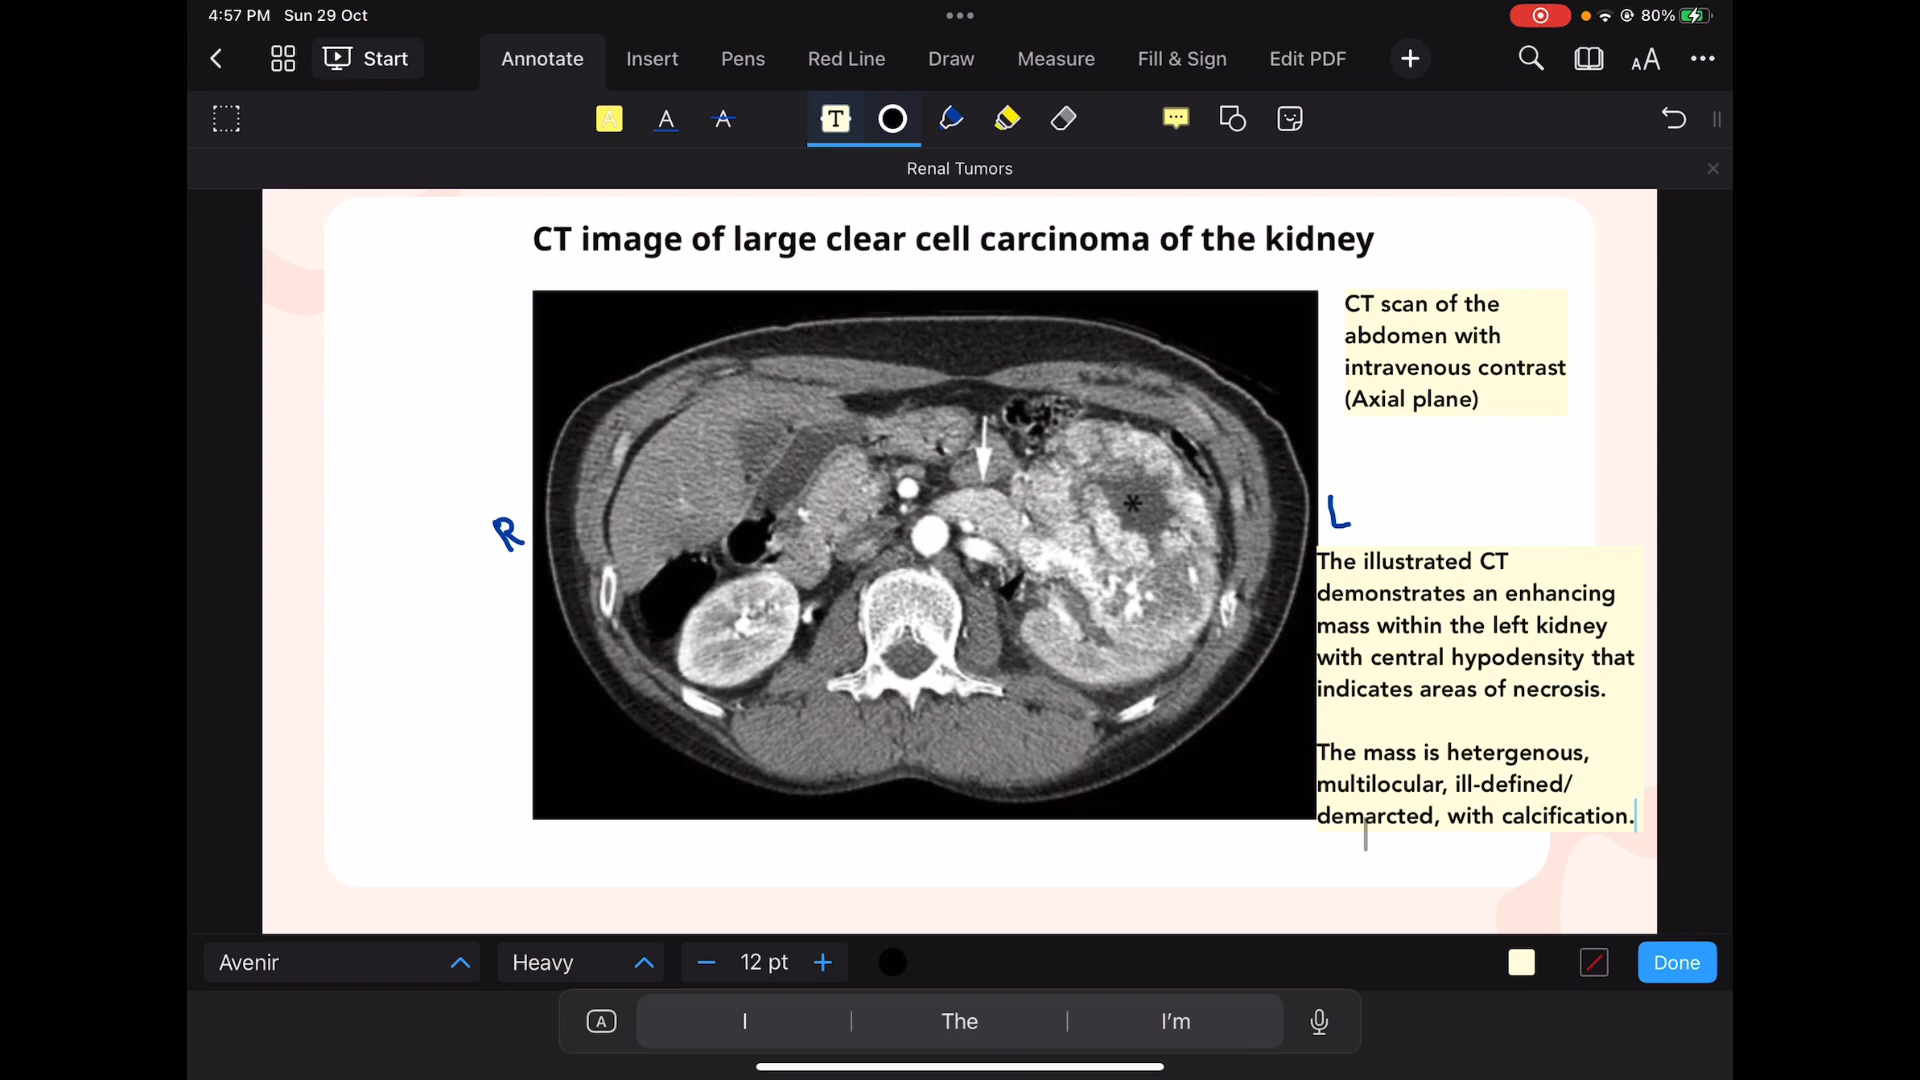 4:57 PM Sun 29 Oct
80%
Start
Annotate
Insert
Pens
Red Line
Draw
Measure
Fill & Sign
Edit PDF
AA
A
A
A
T
Renal Tumors
CT image of large clear cell carcinoma of the kidney
CT scan of the
abdomen with
intravenous contrast
(Axial plane)
R
*
L
The illustrated CT
demonstrates an enhancing
mass within the left kidney
with central hypodensity that
indicates areas of necrosis.
The mass is hetergenous,
multilocular, ill-defined/
demarcted, with calcification.
Avenir
Heavy
12 pt
Done
A
I
The
I'm